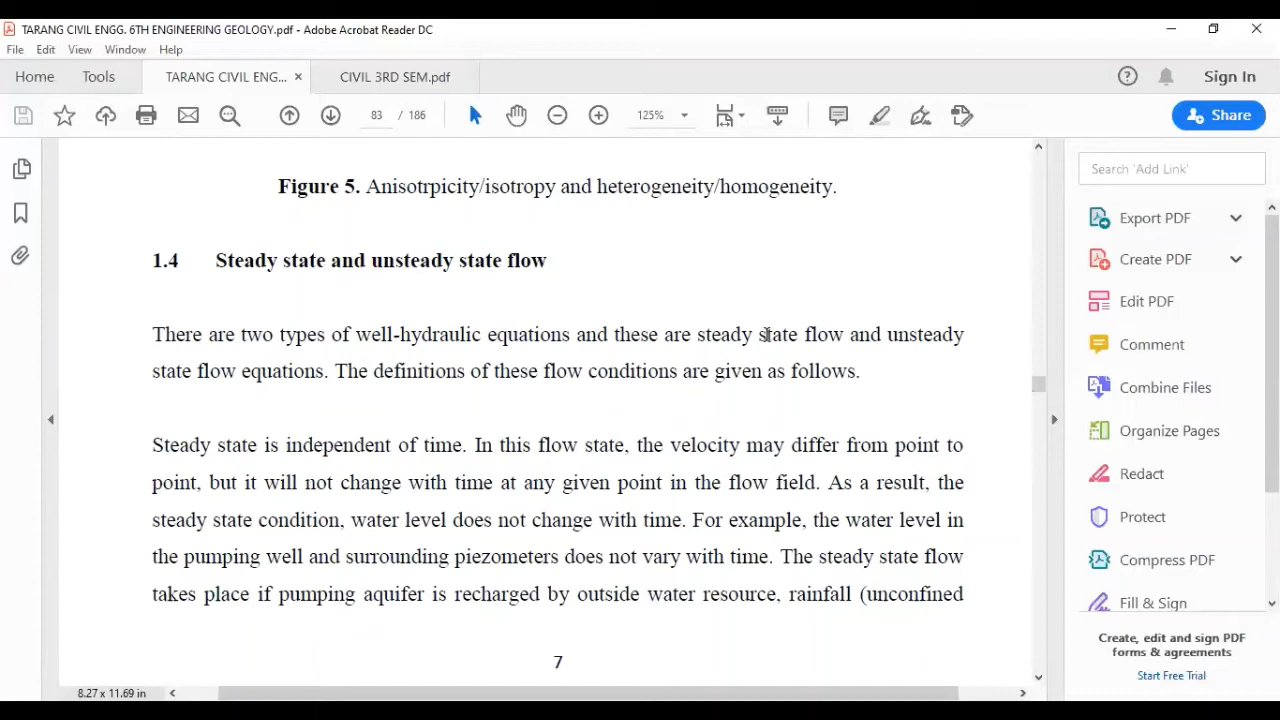 TARANG CIVIL ENGG. 6TH ENGINEERING GEOLOGY.pdf - Adobe Acrobat Reader DC
File Edit View Window Help
Home Tools TARANG CIVIL ENG... × CIVIL 3RD SEM.pdf Sign In
83 / 186 125% Share
Figure 5. Anisotrpicity/isotropy and heterogeneity/homogeneity.
1.4 Steady state and unsteady state flow
There are two types of well-hydraulic equations and these are steady state flow and unsteady
state flow equations. The definitions of these flow conditions are given as follows.
Steady state is independent of time. In this flow state, the velocity may differ from point to
point, but it will not change with time at any given point in the flow field. As a result, the
steady state condition, water level does not change with time. For example, the water level in
the pumping well and surrounding piezometers does not vary with time. The steady state flow
takes place if pumping aquifer is recharged by outside water resource, rainfall (unconfined
7
8.27 x 11.69 in
Search 'Add Link'
Export PDF
Create PDF
Edit PDF
Comment
Combine Files
Organize Pages
Redact
Protect
Compress PDF
Fill & Sign
Create, edit and sign PDF
forms & agreements
Start Free Trial